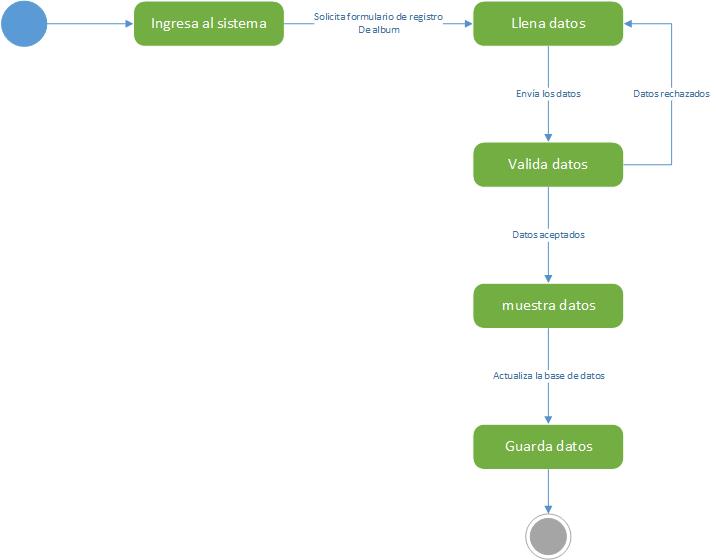 Ingresa al sistema
Solicita formulario de registro
De album
Llena datos
Envía los datos
Datos rechazados
Valida datos
Datos aceptados
muestra datos
Actualiza la base de datos
Guarda datos